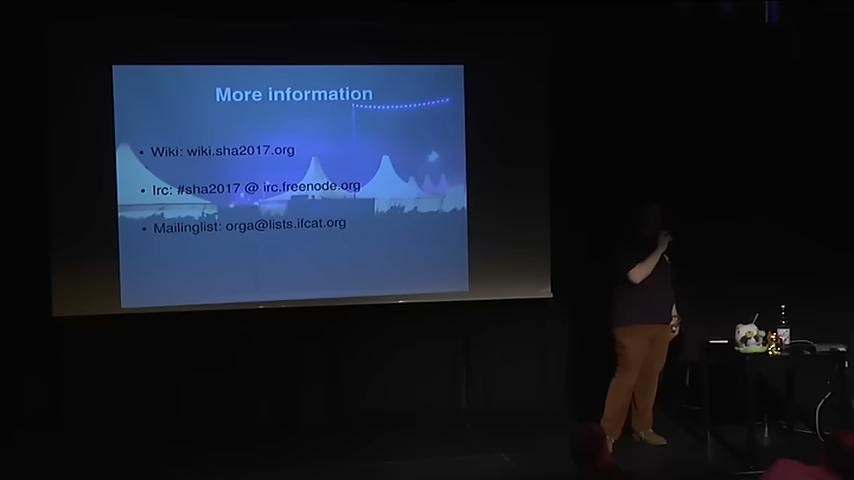 More information
• Wiki: wiki.sha2017.org
• Irc: #sha2017 @ irc.freenode.org
• Mailinglist: orga@lists.ifcat.org